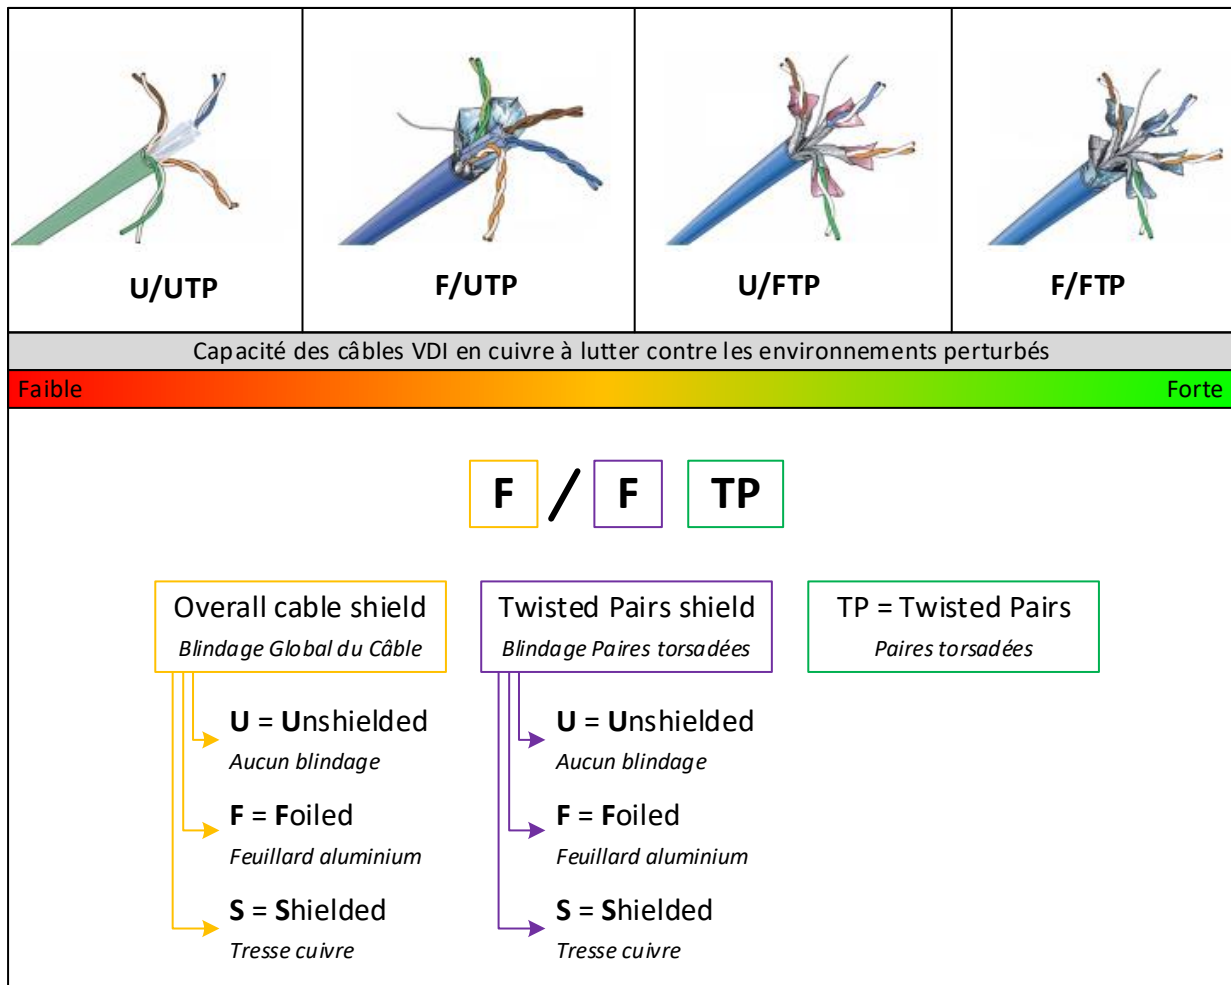 U/UTP
F/UTP
U/FTP
F/FTP
Capacité des câbles VDI en cuivre à lutter contre les environnements perturbés
Faible
Forte
F / F TP
Overall cable shield
Blindage Global du Câble
U = Unshielded
Aucun blindage
F = Foiled
Feuillard aluminium
S = Shielded
Tresse cuivre
Twisted Pairs shield
Blindage Paires torsadées
U = Unshielded
Aucun blindage
F = Foiled
Feuillard aluminium
S = Shielded
Tresse cuivre
TP = Twisted Pairs
Paires torsadées